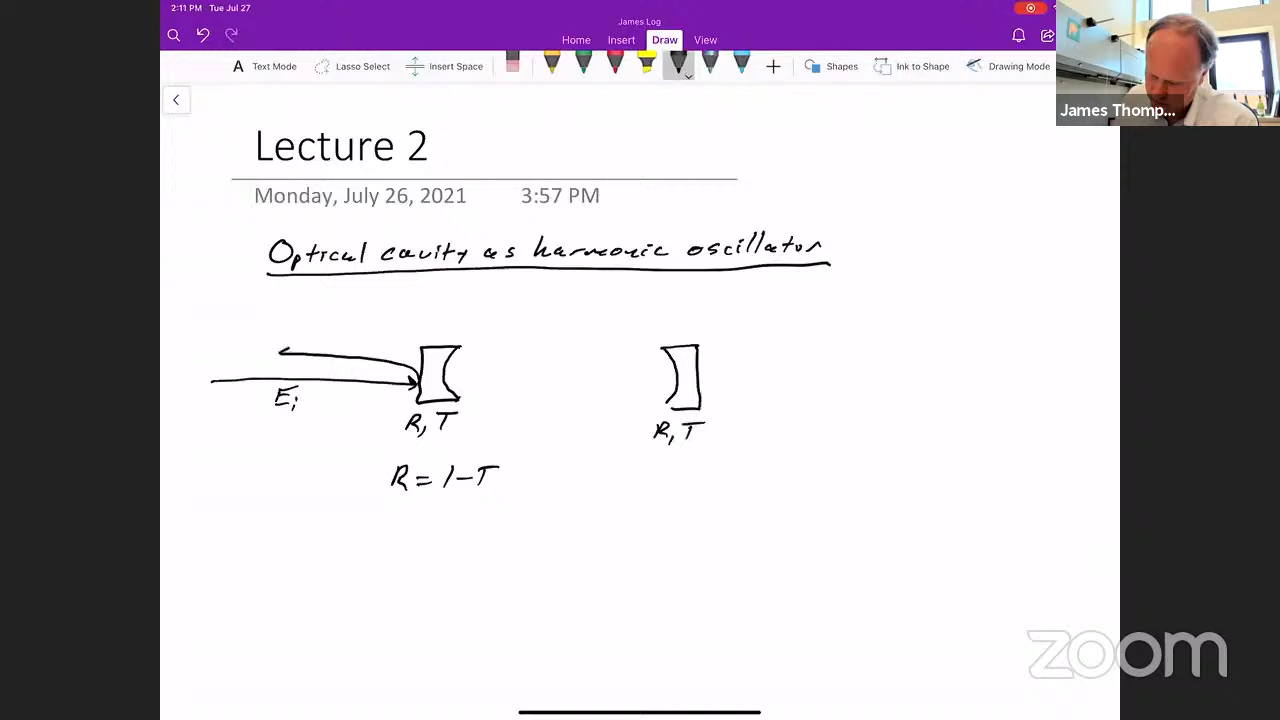 2:11 PM Tue Jul 27
James Log
Home Insert Draw View
Text Mode Lasso Select Insert Space Shapes Ink to Shape Drawing Mode
James Thomp...
Lecture 2
Monday, July 26, 2021 3:57 PM
Optical cavity as harmonic oscillator
Ei
R, T
R, T
R = 1 - T
zoom